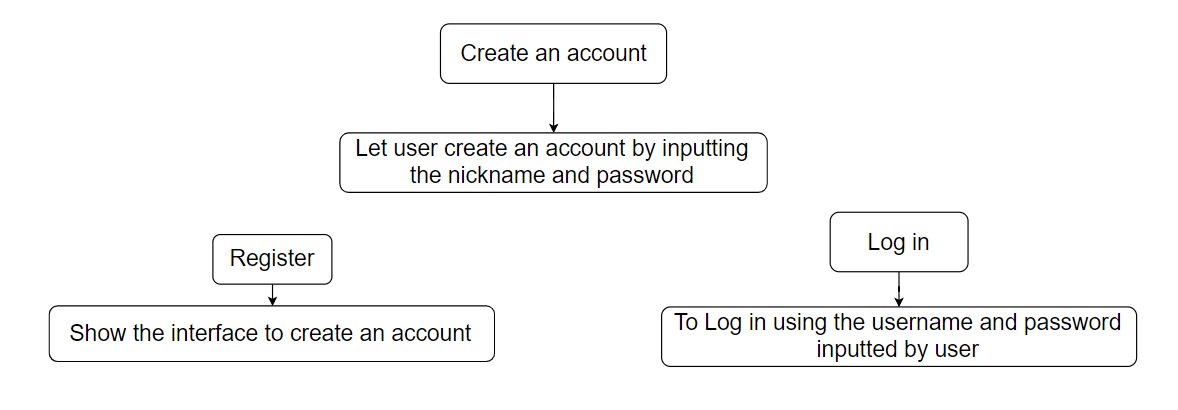 Create an account
Let user create an account by inputting
the nickname and password
Register
Show the interface to create an account
Log in
To Log in using the username and password
inputted by user